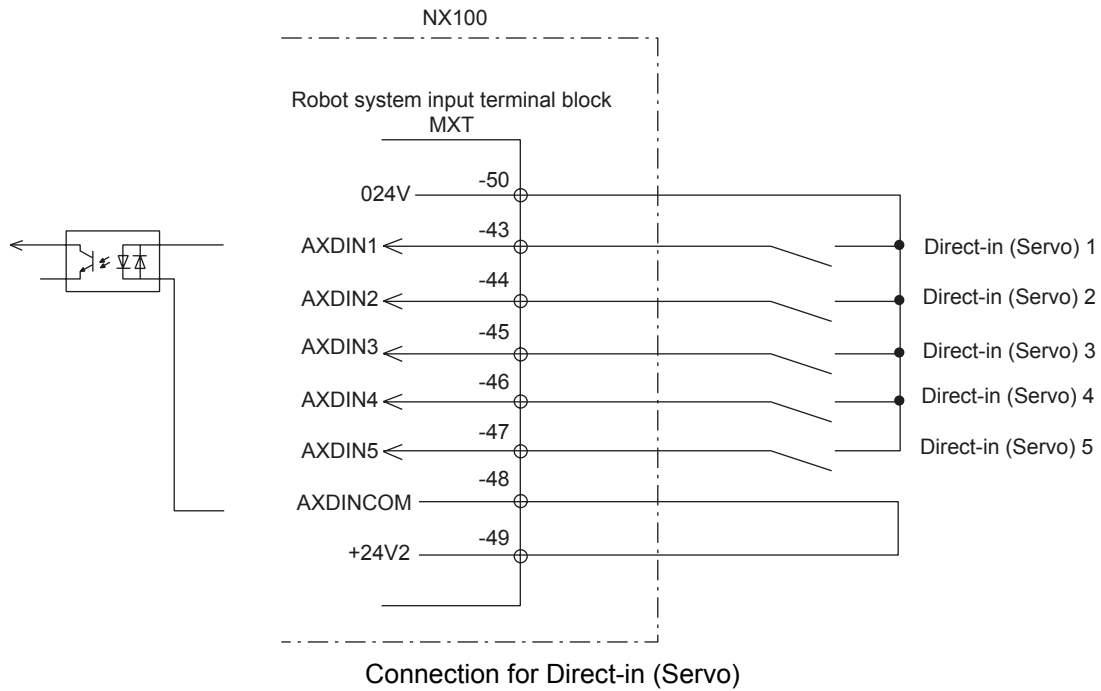 NX100
Robot system input terminal block
MXT
024V -50
AXDIN1 -43 Direct-in (Servo) 1
AXDIN2 -44 Direct-in (Servo) 2
AXDIN3 -45 Direct-in (Servo) 3
AXDIN4 -46 Direct-in (Servo) 4
AXDIN5 -47 Direct-in (Servo) 5
AXDINCOM -48
+24V2 -49
Connection for Direct-in (Servo)